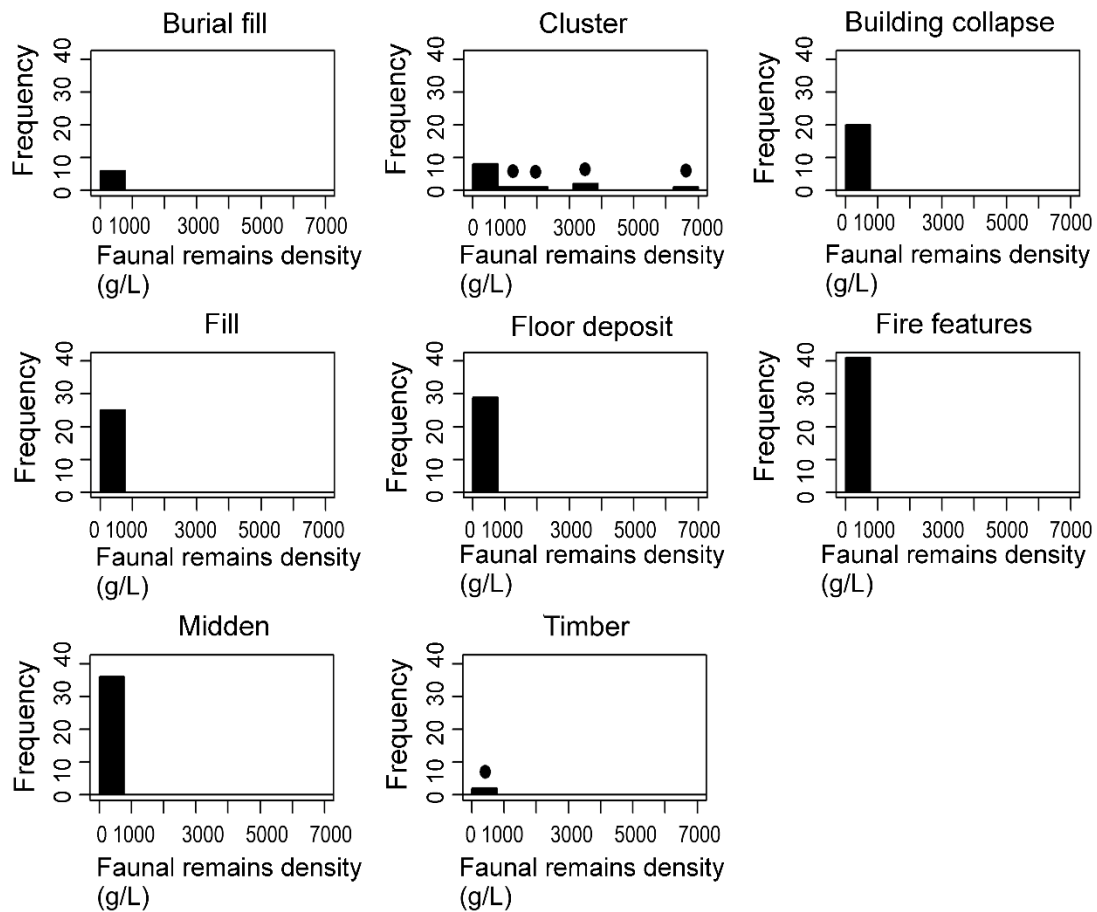 Burial fill
Frequency
0 10 20 30 40
0 1000 3000 5000 7000
Faunal remains density
(g/L)
Cluster
Frequency
0 10 20 30 40
0 1000 3000 5000 7000
Faunal remains density
(g/L)
Building collapse
Frequency
0 10 20 30 40
0 1000 3000 5000 7000
Faunal remains density
(g/L)
Fill
Frequency
0 10 20 30 40
0 1000 3000 5000 7000
Faunal remains density
(g/L)
Floor deposit
Frequency
0 10 20 30 40
0 1000 3000 5000 7000
Faunal remains density
(g/L)
Fire features
Frequency
0 10 20 30 40
0 1000 3000 5000 7000
Faunal remains density
(g/L)
Midden
Frequency
0 10 20 30 40
0 1000 3000 5000 7000
Faunal remains density
(g/L)
Timber
Frequency
0 10 20 30 40
0 1000 3000 5000 7000
Faunal remains density
(g/L)